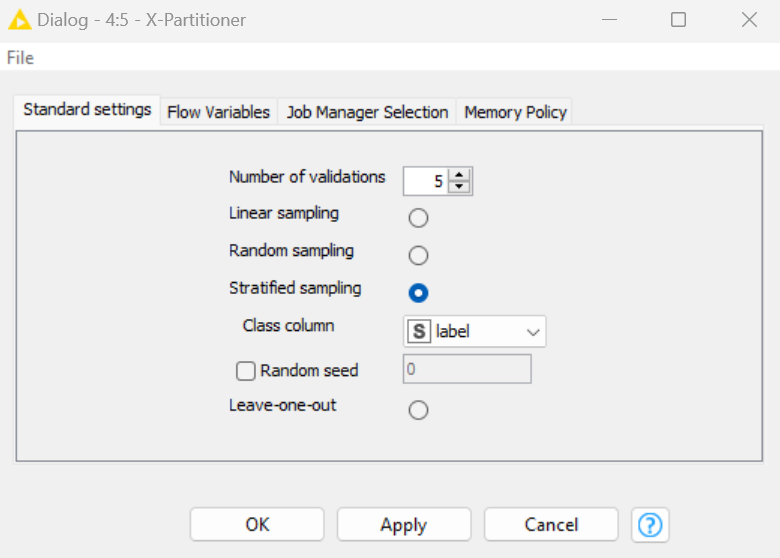 Dialog - 4:5 - X-Partitioner
File
Standard settings Flow Variables Job Manager Selection Memory Policy
Number of validations 5
Linear sampling
Random sampling
Stratified sampling
Class column S label
Random seed 0
Leave-one-out
OK Apply Cancel ?